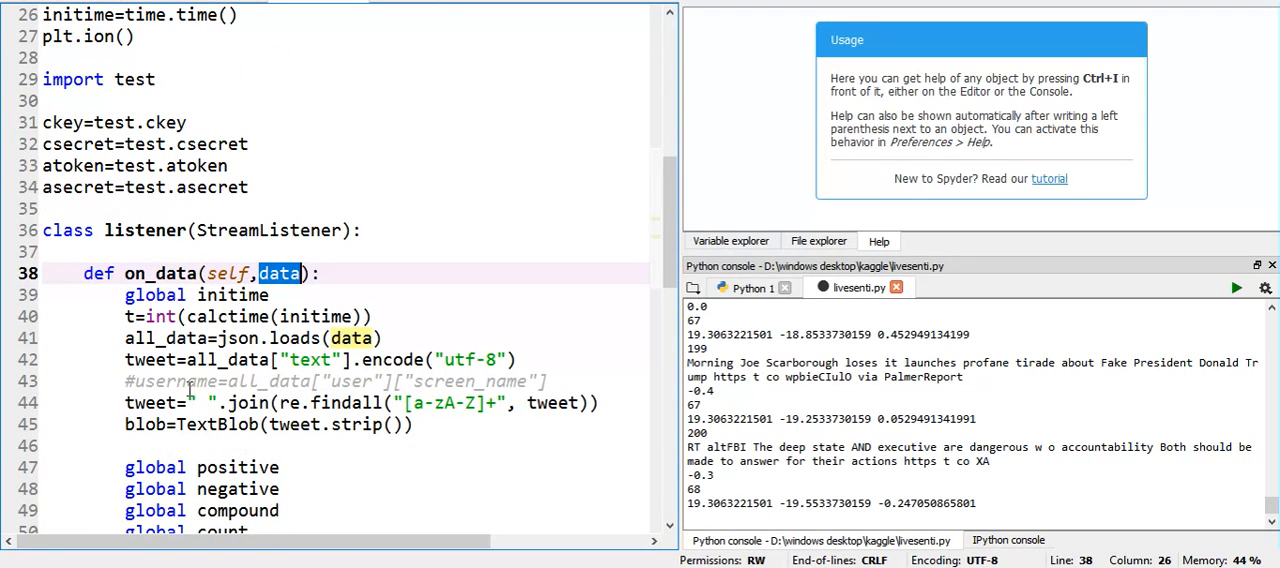 26 initime=time.time()
27 plt.ion()
28
29 import test
30
31 ckey=test.ckey
32 csecret=test.csecret
33 atoken=test.atoken
34 asecret=test.asecret
35
36 class listener(StreamListener):
37
38 def on_data(self,data):
39 global initime
40 t=int(calctime(initime))
41 all_data=json.loads(data)
42 tweet=all_data["text"].encode("utf-8")
43 #username=all_data["user"]["screen_name"]
44 tweet=" ".join(re.findall("[a-zA-Z]+", tweet))
45 blob=TextBlob(tweet.strip())
46
47 global positive
48 global negative
49 global compound
50 global count
Usage
Here you can get help of any object by pressing Ctrl+I in
front of it, either on the Editor or the Console.
Help can also be shown automatically after writing a left
parenthesis next to an object. You can activate this
behavior in Preferences > Help.
New to Spyder? Read our tutorial
Variable explorer File explorer Help
Python console - D:\windows desktop\kaggle\livesenti.py
Python 1 livesenti.py
0.0
67
19.3063221501 -18.8533730159 0.452949134199
199
Morning Joe Scarborough loses it launches profane tirade about Fake President Donald Tr
ump https t co wpbieCIulO via PalmerReport
-0.4
67
19.3063221501 -19.2533730159 0.0529491341991
200
RT altFBI The deep state AND executive are dangerous w o accountability Both should be
made to answer for their actions https t co XA
-0.3
68
19.3063221501 -19.5533730159 -0.247050865801
Python console - D:\windows desktop\kaggle\livesenti.py IPython console
Permissions: RW End-of-lines: CRLF Encoding: UTF-8 Line: 38 Column: 26 Memory: 44 %